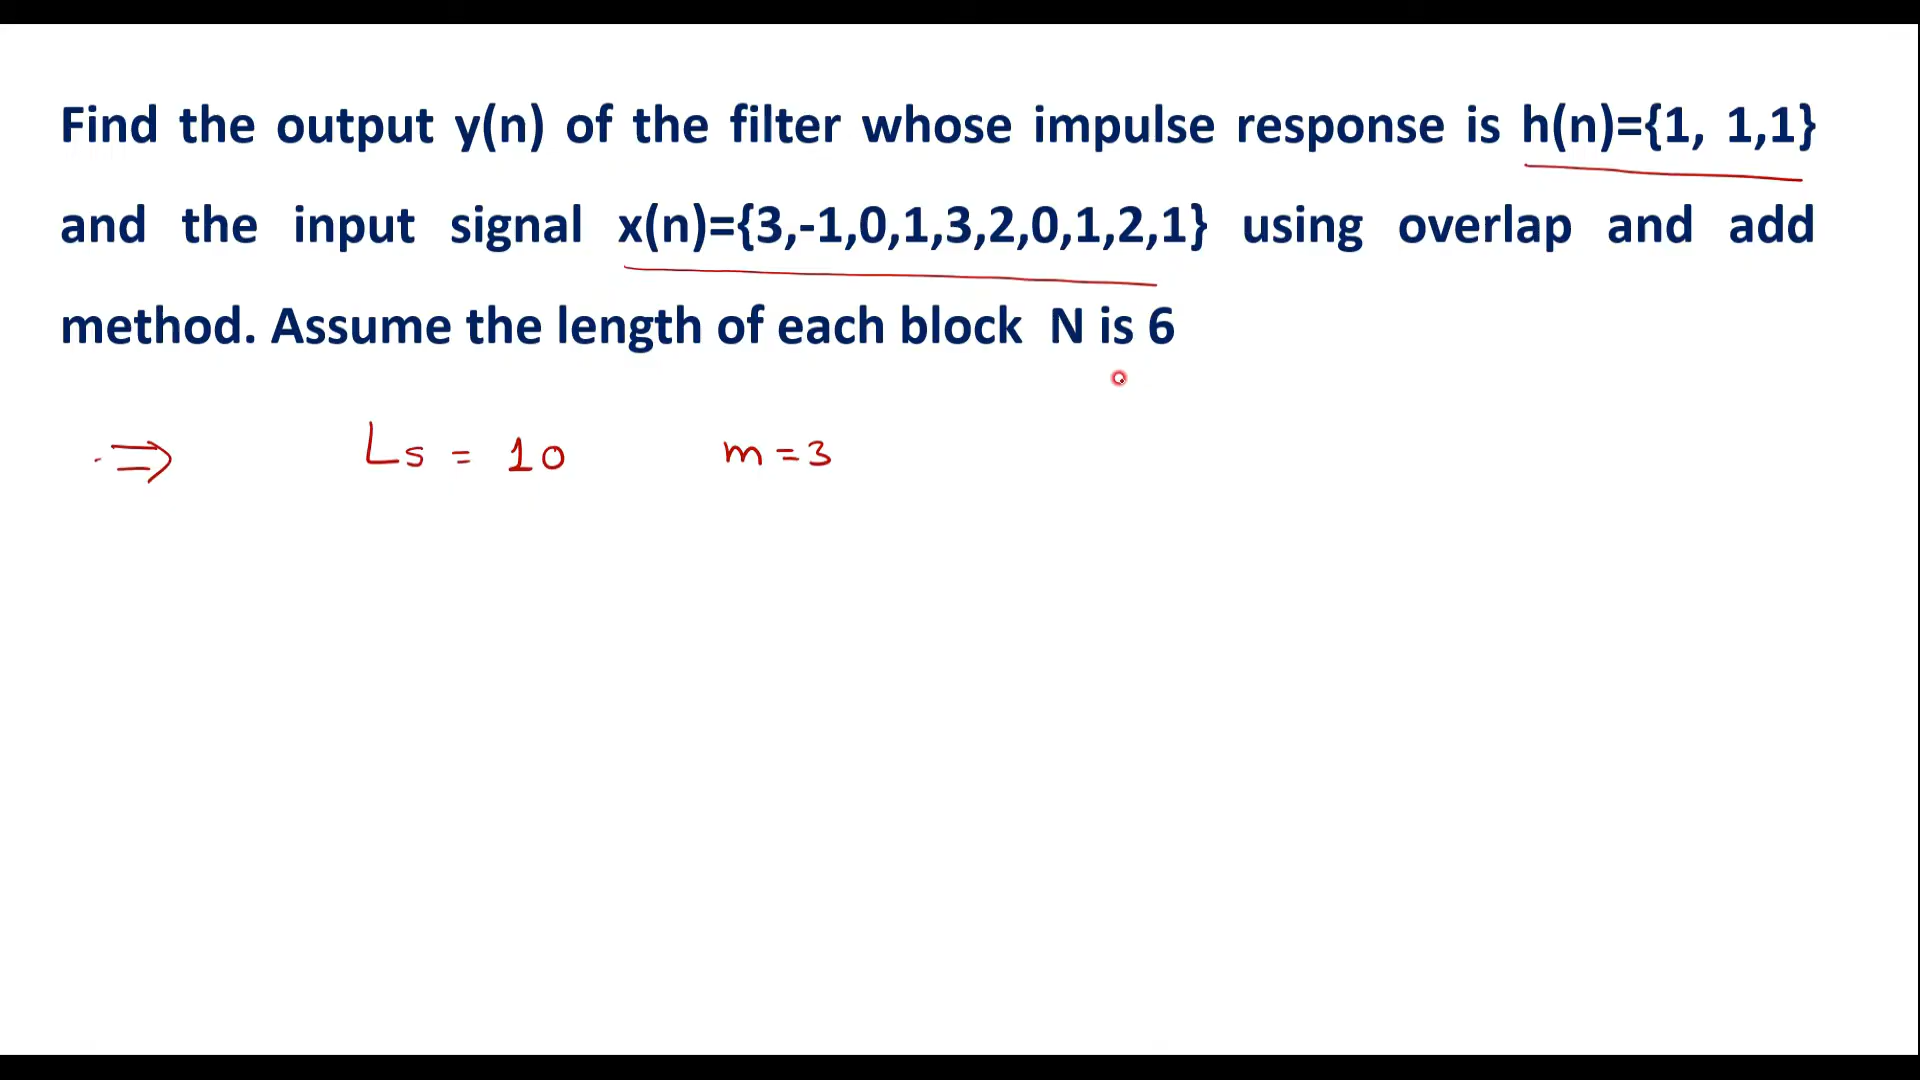 Find the output y(n) of the filter whose impulse response is h(n)={1, 1,1}
and the input signal x(n)={3,-1,0,1,3,2,0,1,2,1} using overlap and add
method. Assume the length of each block N is 6
⇒ Ls = 10 m = 3